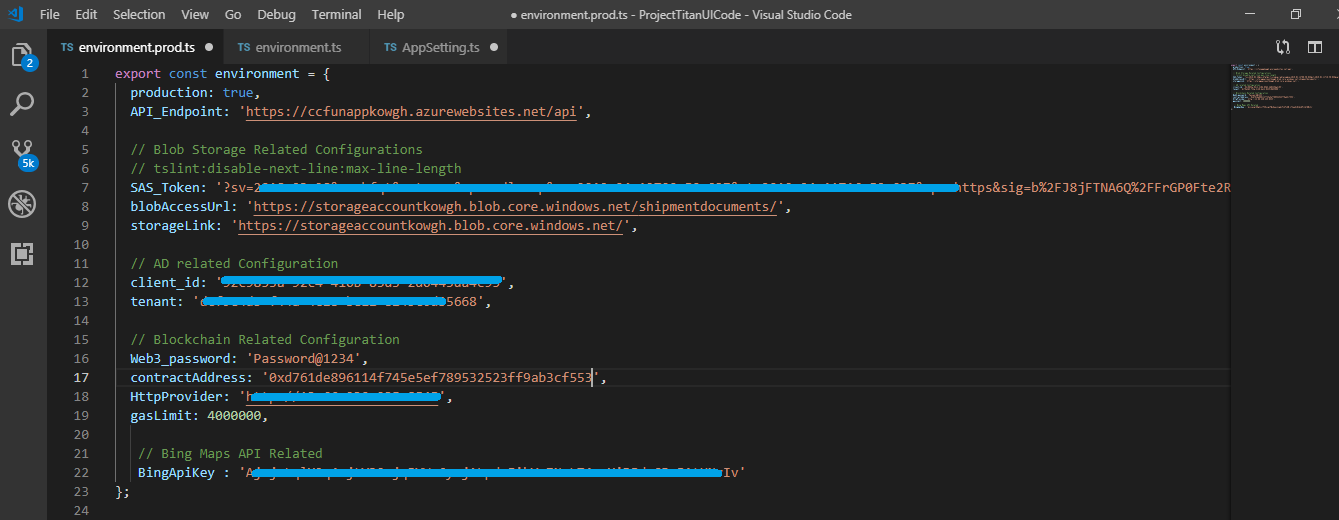 File Edit Selection View Go Debug Terminal Help
● environment.prod.ts - ProjectTitanUICode - Visual Studio Code
TS environment.prod.ts ● TS environment.ts TS AppSetting.ts ●
2
5k
1 export const environment = {
2 production: true,
3 API_Endpoint: 'https://ccfunappkowgh.azurewebsites.net/api',
4
5 // Blob Storage Related Configurations
6 // tslint:disable-next-line:max-line-length
7 SAS_Token: '?sv= https&sig=b%2FJ8jFTNA6Q%2FFrGP0Fte2R
8 blobAccessUrl: 'https://storageaccountkowgh.blob.core.windows.net/shipmentdocuments/',
9 storageLink: 'https://storageaccountkowgh.blob.core.windows.net/',
10
11 // AD related Configuration
12 client_id: ' ',
13 tenant: ' 5668',
14
15 // Blockchain Related Configuration
16 Web3_password: 'Password@1234',
17 contractAddress: '0xd761de896114f745e5ef789532523ff9ab3cf553',
18 HttpProvider: ' ',
19 gasLimit: 4000000,
20
21 // Bing Maps API Related
22 BingApiKey : 'A Iv'
23 };
24